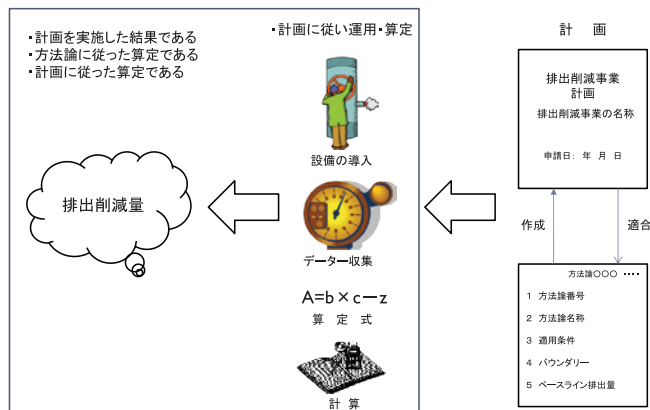 ・計画を実施した結果である
・方法論に従った算定である
・計画に従った算定である
排出削減量
・計画に従い運用・算定
設備の導入
データー収集
A=b×c−z
算 定 式
計 算
計 画
排出削減事業
計画
排出削減事業の名称
申請日: 年 月 日
作成
適合
方法論〇〇〇 ····
1 方法論番号
2 方法論名称
3 適用条件
4 バウンダリー
5 ベースライン排出量